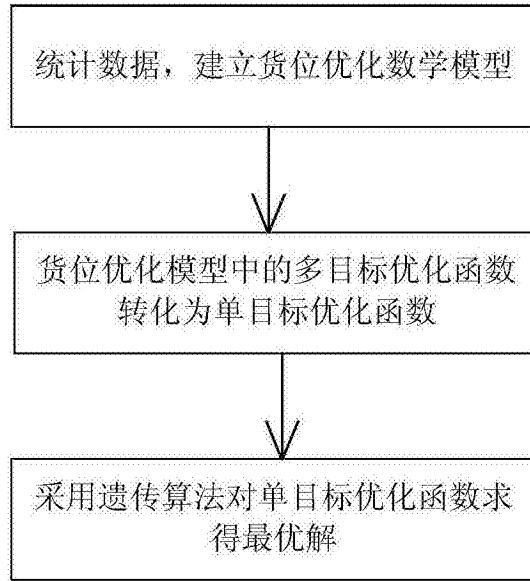 统计数据，建立货位优化数学模型
货位优化模型中的多目标优化函数
转化为单目标优化函数
采用遗传算法对单目标优化函数求
得最优解